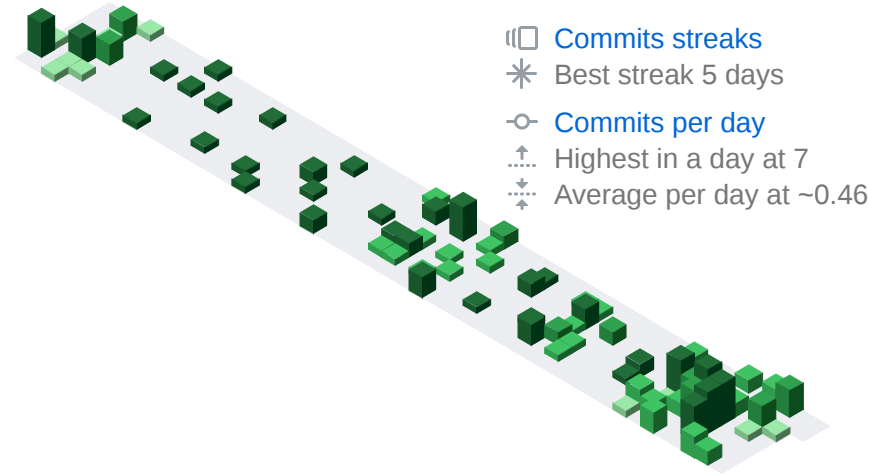 Commits streaks
Best streak 5 days
Commits per day
Highest in a day at 7
Average per day at ~0.46